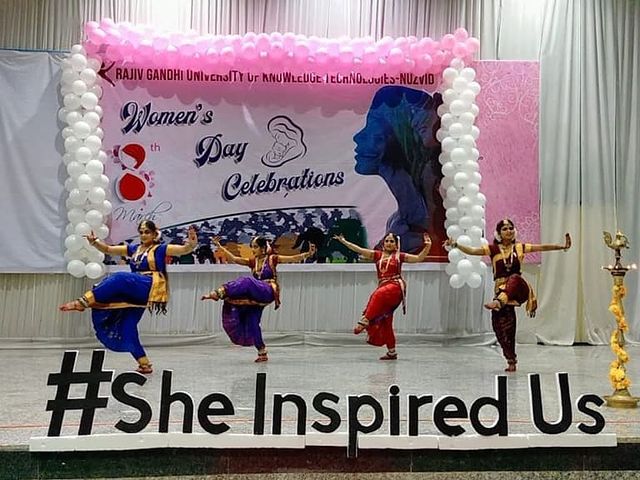 RAJIV GANDHI UNIVERSITY OF KNOWLEDGE TECHNOLOGIES-NUZVID
Women's
Day
Celebrations
8th
March
#She Inspired Us